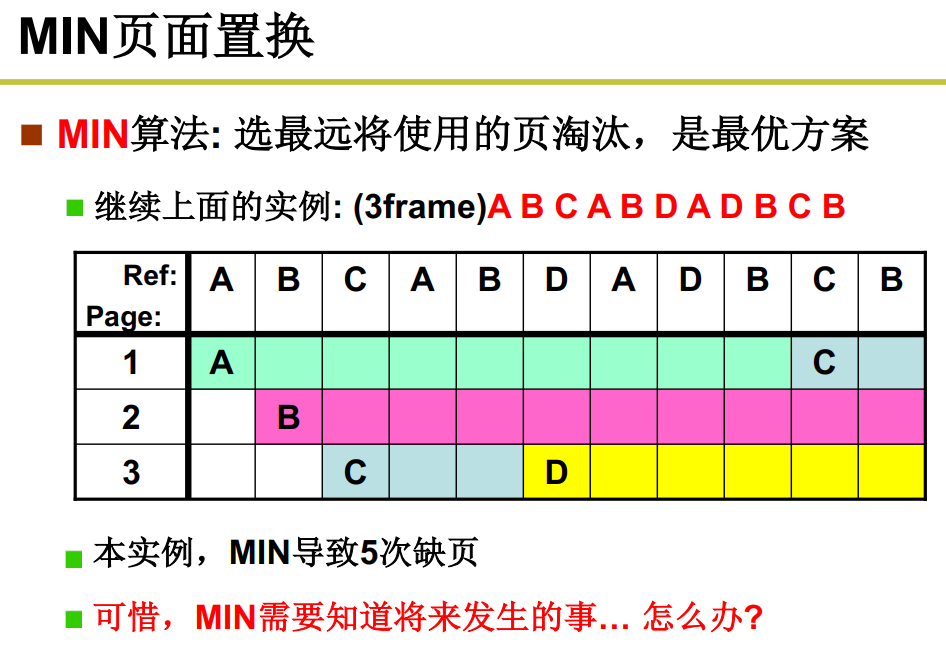 MIN页面置换
MIN算法: 选最远将使用的页淘汰，是最优方案
继续上面的实例: (3frame)A B C A B D A D B C B
Ref: A B C A B D A D B C B
Page:
1 A C
2 B
3 C D
本实例，MIN导致5次缺页
可惜，MIN需要知道将来发生的事… 怎么办?